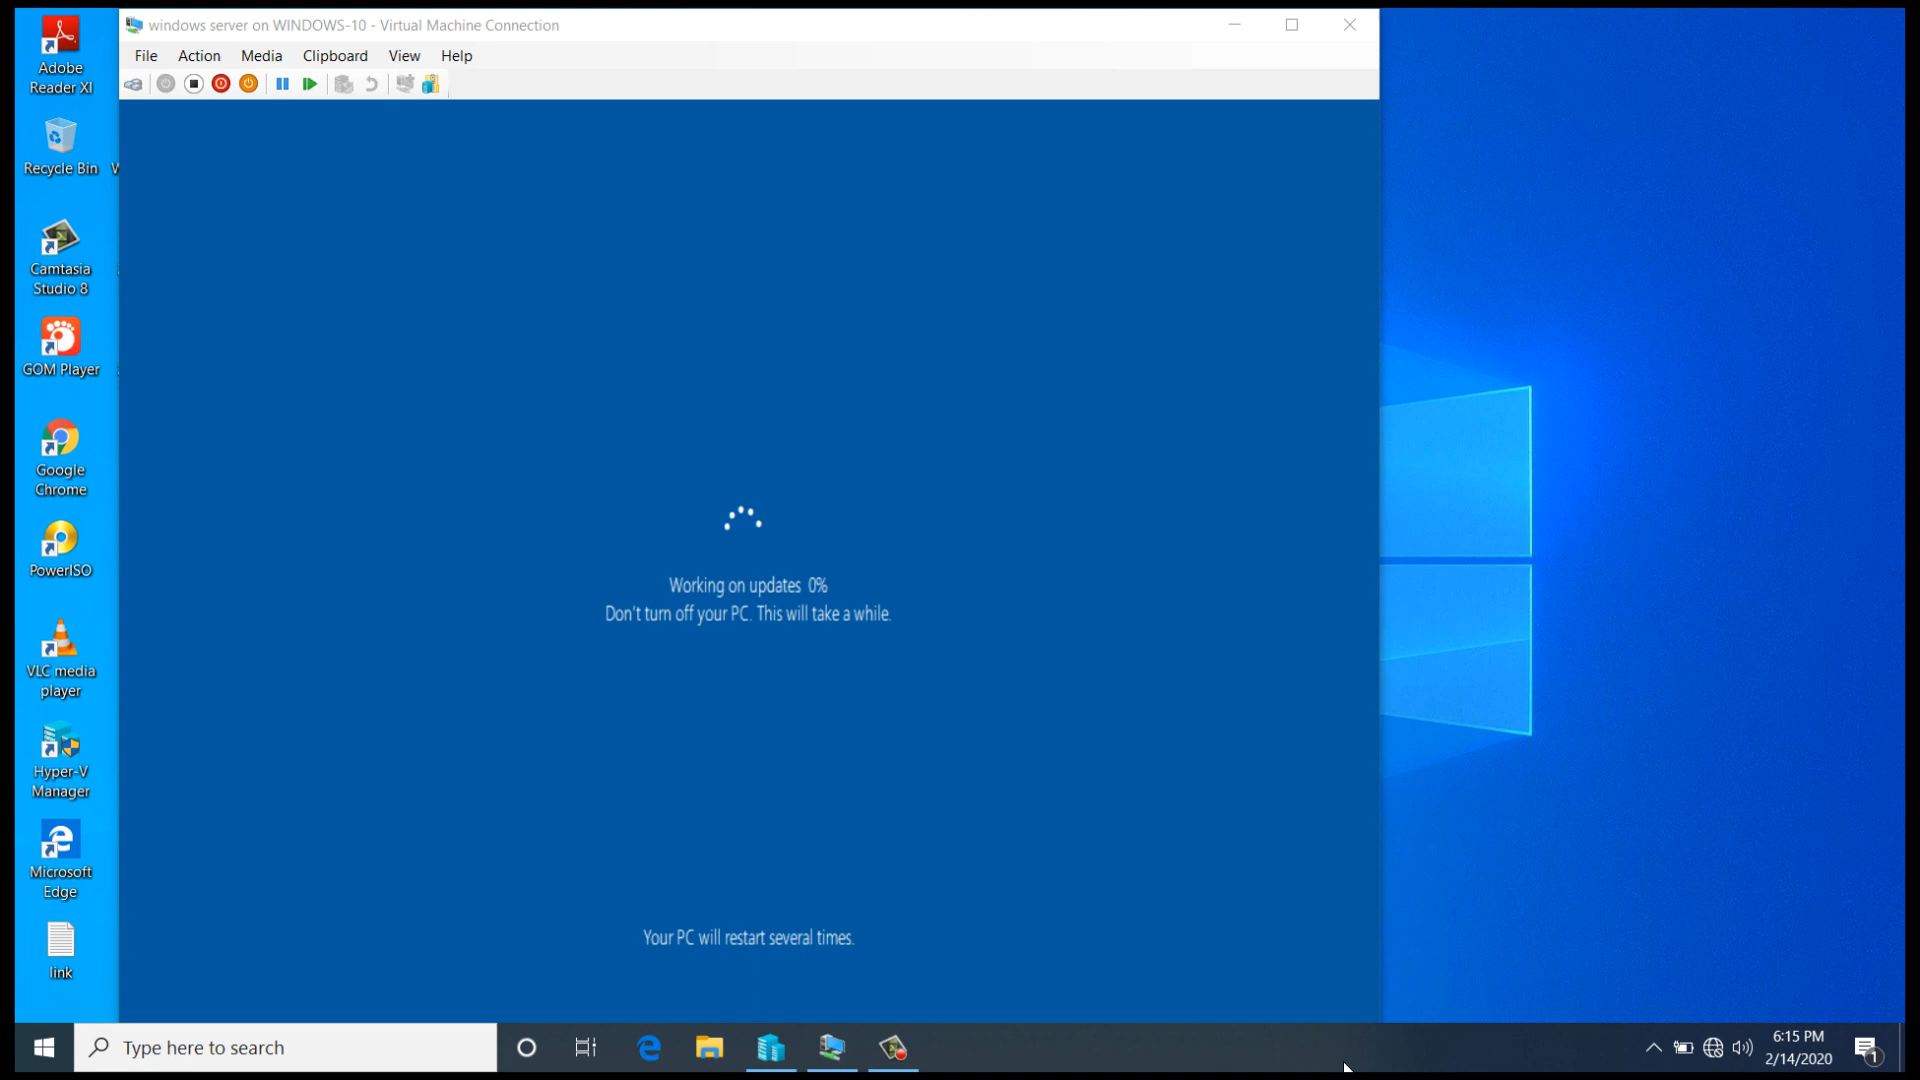 windows server on WINDOWS-10 - Virtual Machine Connection
File Action Media Clipboard View Help
Adobe
Reader XI
Recycle Bin
W
Camtasia
Studio 8
GOM Player
Google
Chrome
PowerISO
VLC media
player
Hyper-V
Manager
Microsoft
Edge
link
Working on updates 0%
Don't turn off your PC. This will take a while.
Your PC will restart several times.
Type here to search
6:15 PM
2/14/2020
1